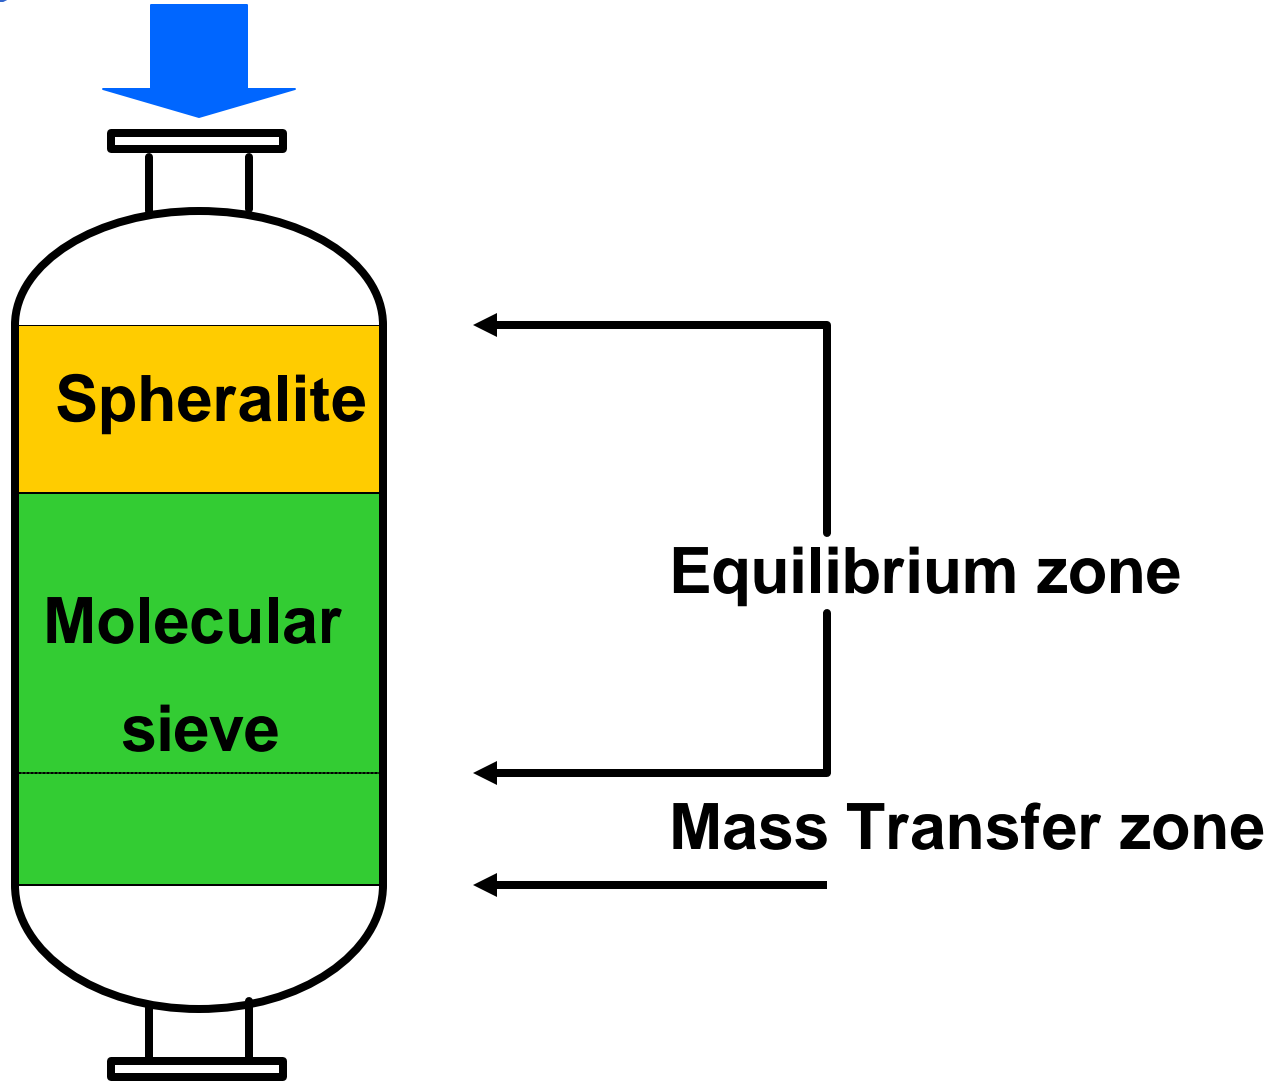 Spheralite
Equilibrium zone
Molecular
sieve
Mass Transfer zone